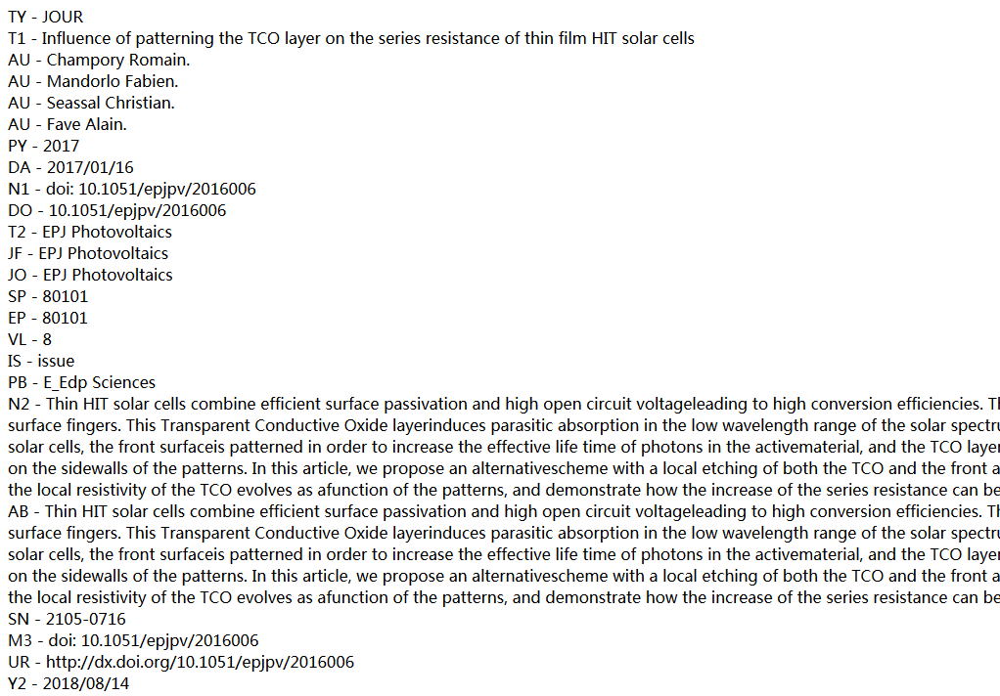 TY - JOUR
T1 - Influence of patterning the TCO layer on the series resistance of thin film HIT solar cells
AU - Champory Romain.
AU - Mandorlo Fabien.
AU - Seassal Christian.
AU - Fave Alain.
PY - 2017
DA - 2017/01/16
N1 - doi: 10.1051/epjpv/2016006
DO - 10.1051/epjpv/2016006
T2 - EPJ Photovoltaics
JF - EPJ Photovoltaics
JO - EPJ Photovoltaics
SP - 80101
EP - 80101
VL - 8
IS - issue
PB - E_Edp Sciences
N2 - Thin HIT solar cells combine efficient surface passivation and high open circuit voltageleading to high conversion efficiencies.
surface fingers. This Transparent Conductive Oxide layerinduces parasitic absorption in the low wavelength range of the solar
solar cells, the front surfaceis patterned in order to increase the effective life time of photons in the activematerial, and the TCO
on the sidewalls of the patterns. In this article, we propose an alternativescheme with a local etching of both the TCO and the front
the local resistivity of the TCO evolves as afunction of the patterns, and demonstrate how the increase of the series resistance can
AB - Thin HIT solar cells combine efficient surface passivation and high open circuit voltageleading to high conversion efficiencies.
surface fingers. This Transparent Conductive Oxide layerinduces parasitic absorption in the low wavelength range of the solar
solar cells, the front surfaceis patterned in order to increase the effective life time of photons in the activematerial, and the TCO
on the sidewalls of the patterns. In this article, we propose an alternativescheme with a local etching of both the TCO and the front
the local resistivity of the TCO evolves as afunction of the patterns, and demonstrate how the increase of the series resistance can
SN - 2105-0716
M3 - doi: 10.1051/epjpv/2016006
UR - http://dx.doi.org/10.1051/epjpv/2016006
Y2 - 2018/08/14